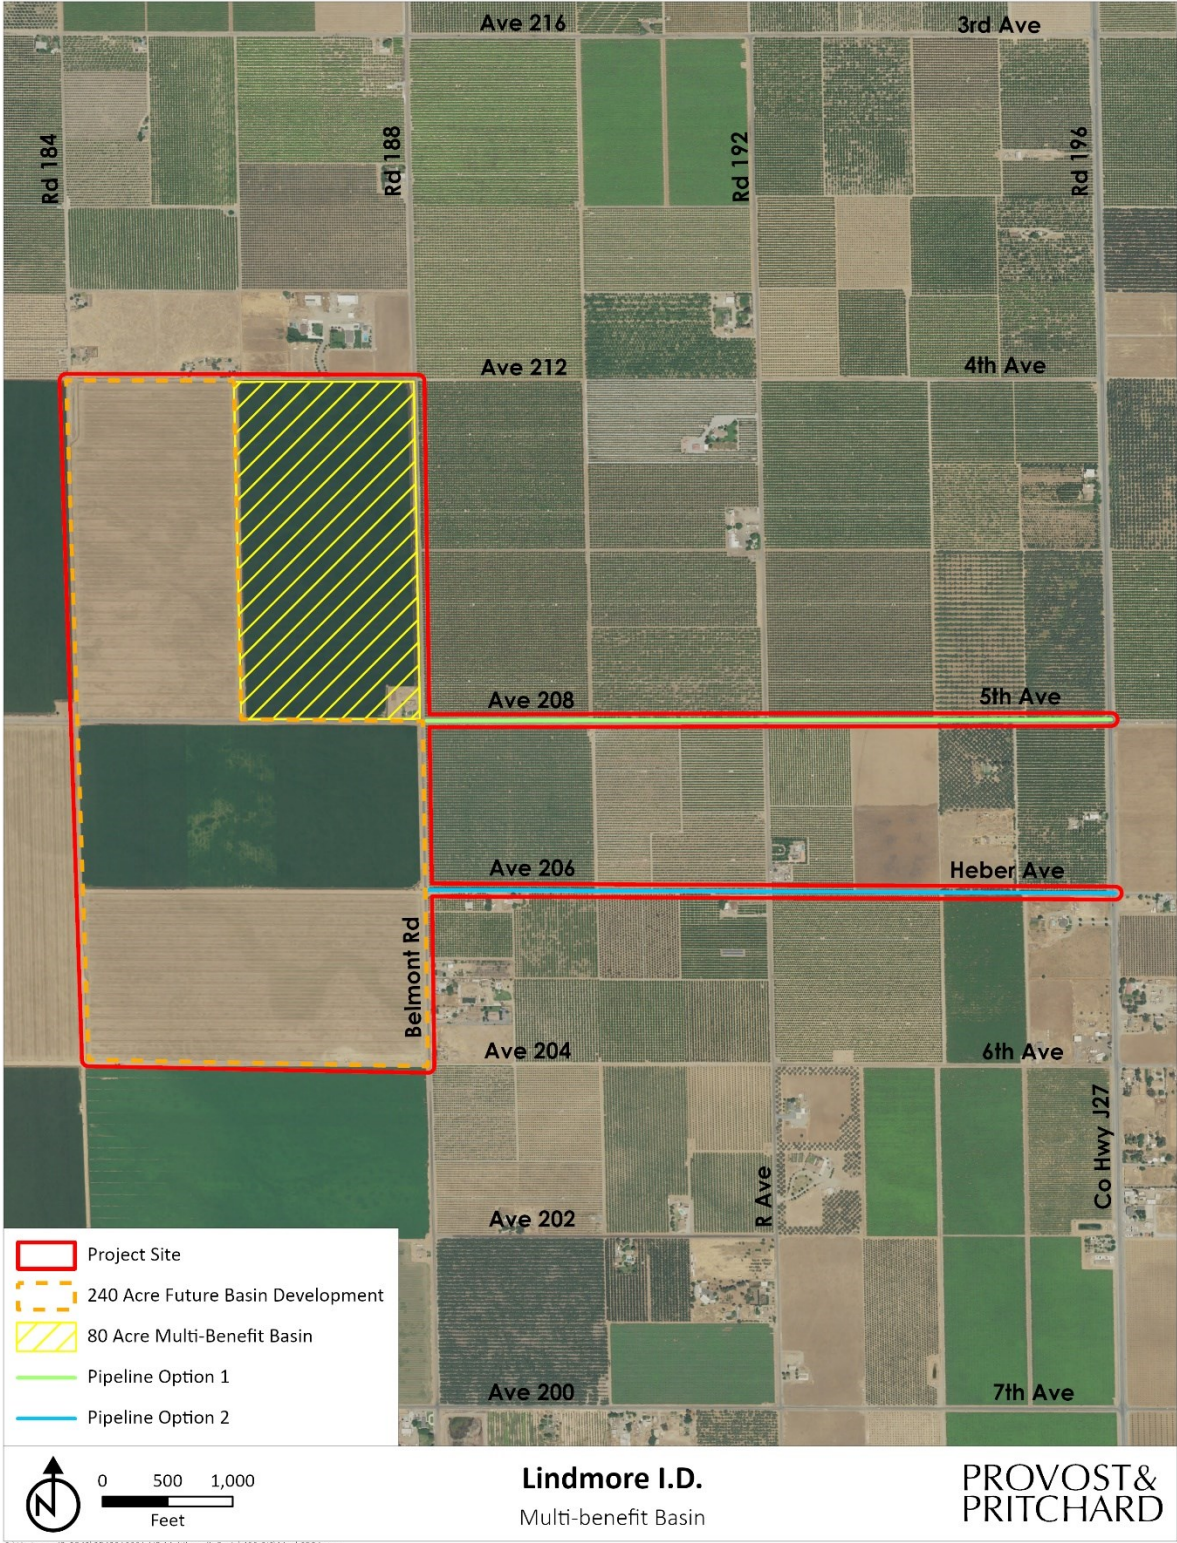 Ave 216
3rd Ave
Rd 184
Rd 188
Rd 192
Rd 196
Ave 212
4th Ave
Ave 208
5th Ave
Ave 206
Heber Ave
Belmont Rd
Ave 204
6th Ave
Co Hwy J27
R Ave
Ave 202
Ave 200
7th Ave
Project Site
240 Acre Future Basin Development
80 Acre Multi-Benefit Basin
Pipeline Option 1
Pipeline Option 2
N
0 500 1,000
Feet
Lindmore I.D.
Multi-benefit Basin
PROVOST&
PRITCHARD